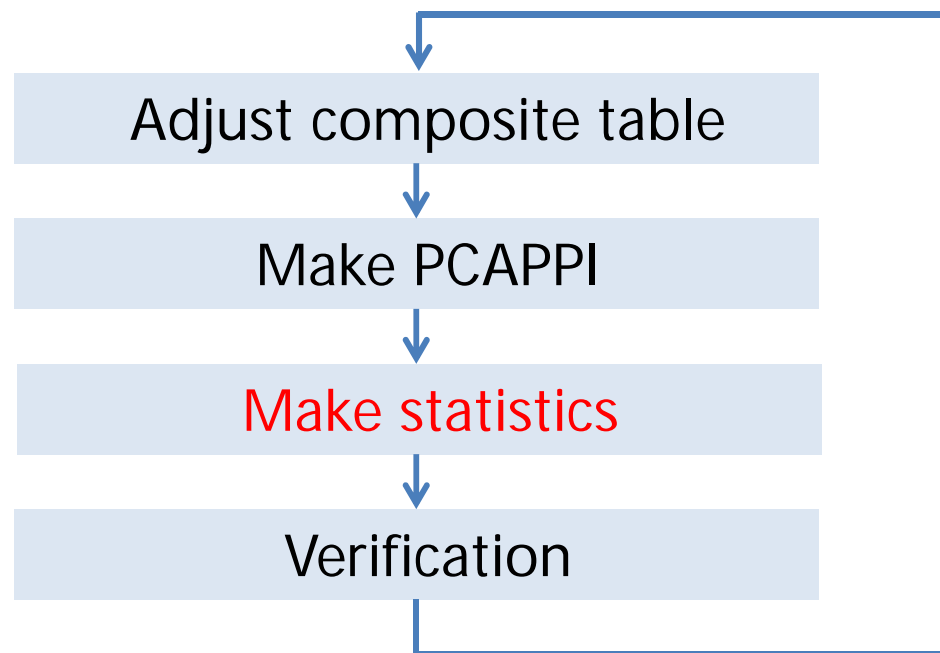 Adjust composite table
Make PCAPPI
Make statistics
Verification